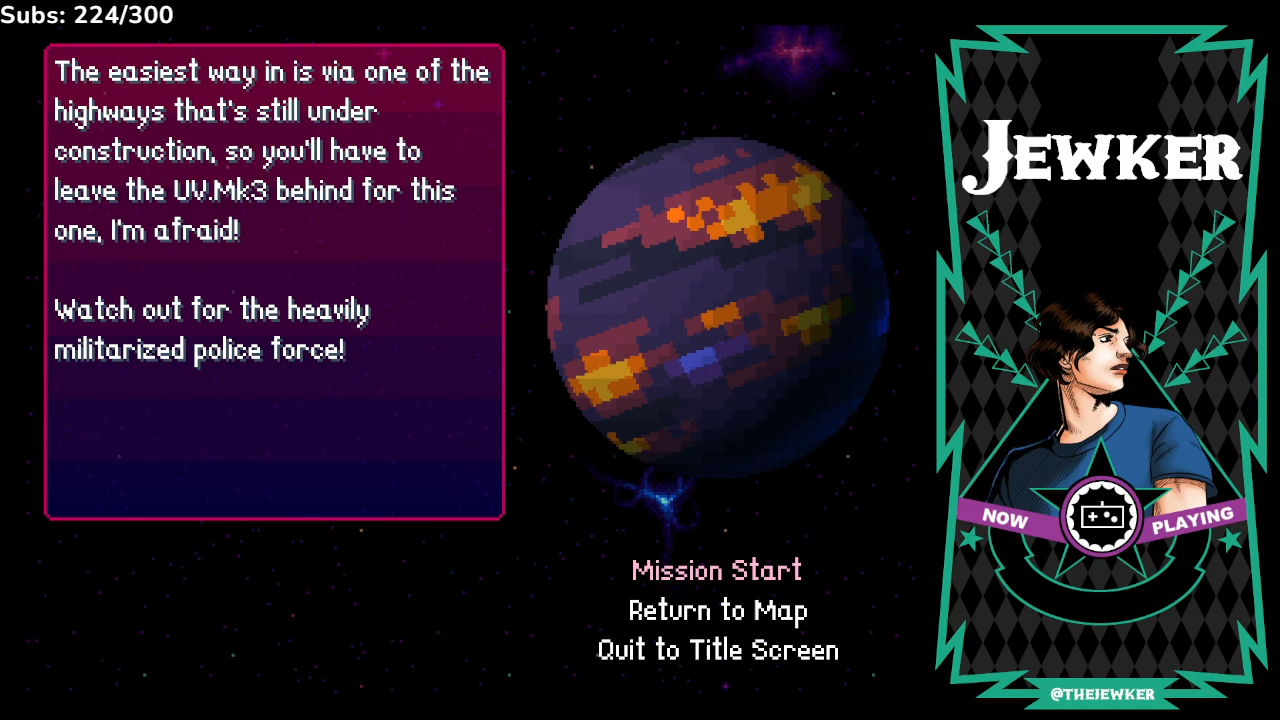 Subs: 224/300
The easiest way in is via one of the
highways that's still under
construction, so you'll have to
leave the UV.Mk3 behind for this
one, I'm afraid!
Watch out for the heavily
militarized police force!
Mission Start
Return to Map
Quit to Title Screen
JEWKER
NOW PLAYING
@THEJEWKER